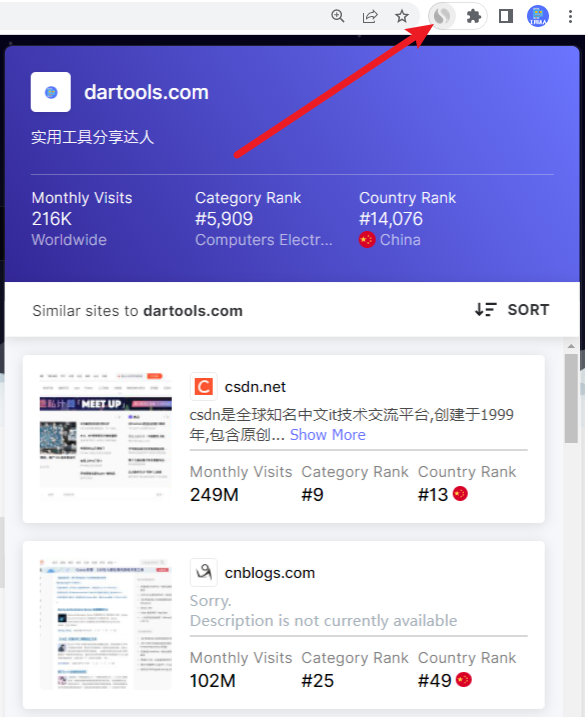 dartools.com
实用工具分享达人
Monthly Visits Category Rank Country Rank
216K #5,909 #14,076
Worldwide Computers Electr... China
Similar sites to dartools.com SORT
MEET UP
C csdn.net
csdn是全球知名中文it技术交流平台,创建于1999
年,包含原创... Show More
Monthly Visits Category Rank Country Rank
249M #9 #13
cnblogs.com
Sorry.
Description is not currently available
Monthly Visits Category Rank Country Rank
102M #25 #49